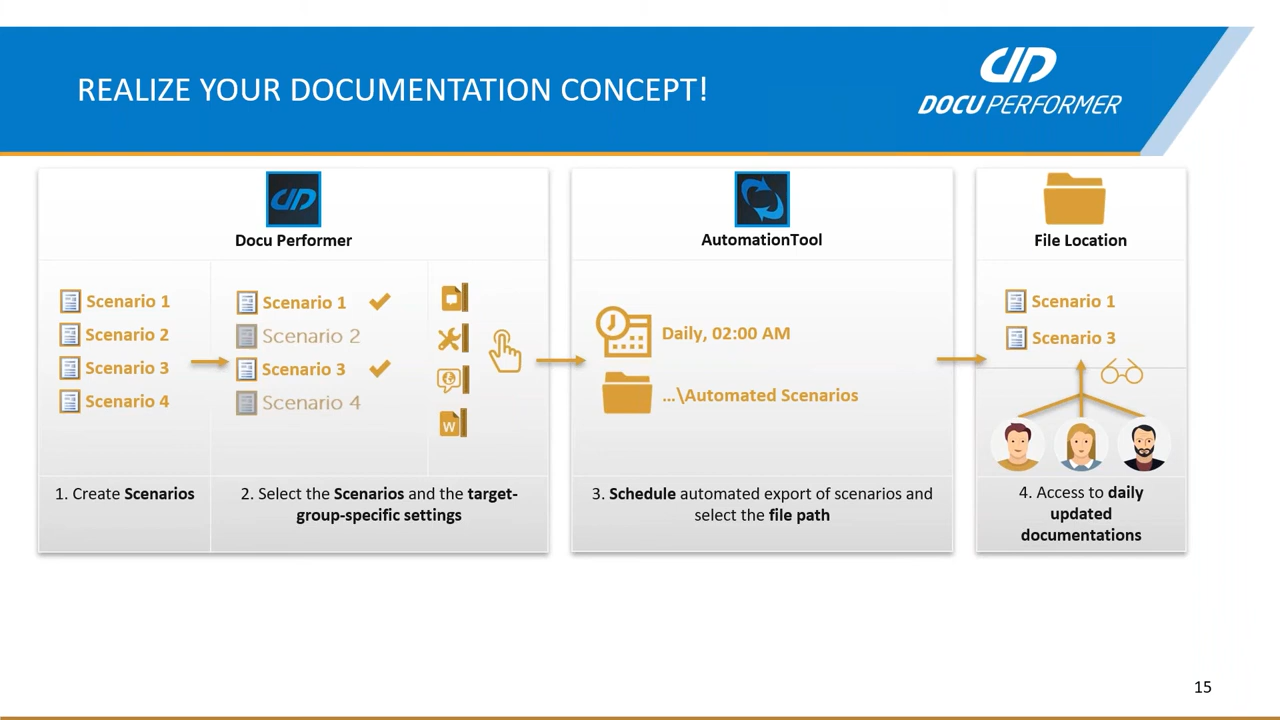 REALIZE YOUR DOCUMENTATION CONCEPT!
DOCU PERFORMER
Docu Performer
Scenario 1
Scenario 2
Scenario 3
Scenario 4
Scenario 1
Scenario 2
Scenario 3
Scenario 4
W
1. Create Scenarios
2. Select the Scenarios and the target-
group-specific settings
AutomationTool
Daily, 02:00 AM
...\Automated Scenarios
3. Schedule automated export of scenarios and
select the file path
File Location
Scenario 1
Scenario 3
4. Access to daily
updated
documentations
15